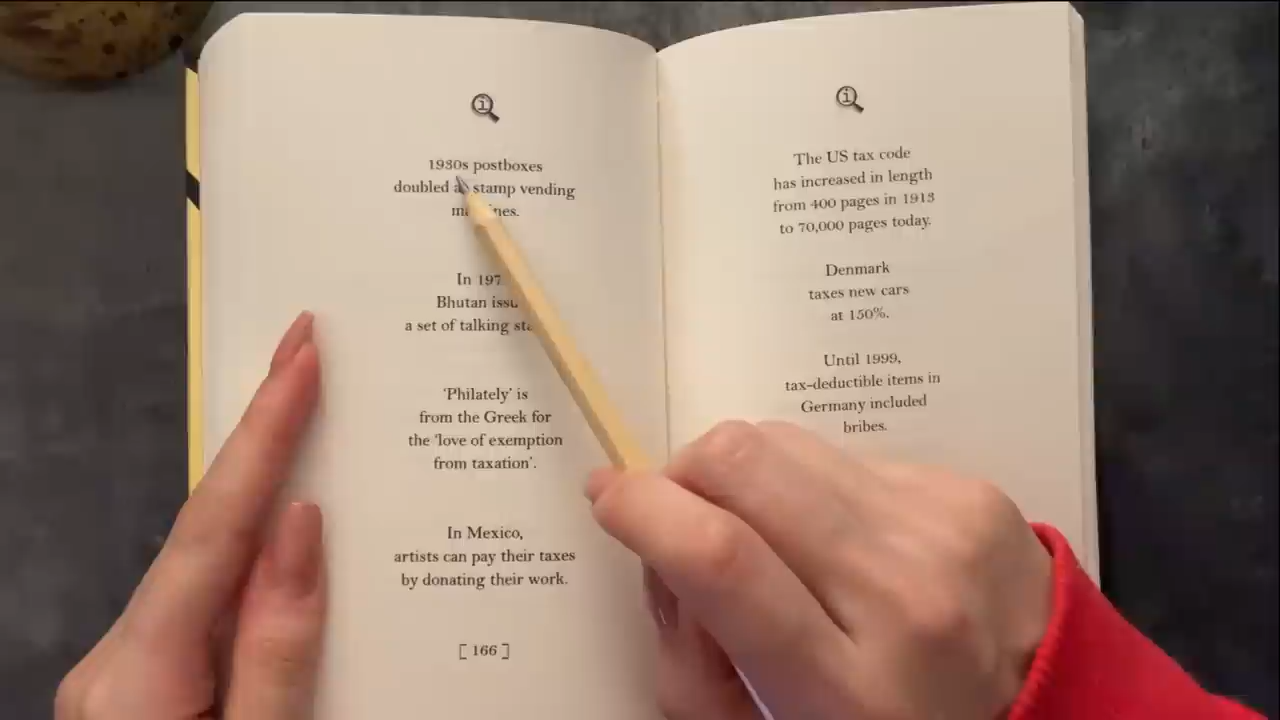 1930s postboxes
doubled as stamp vending
machines.
In 197
Bhutan issu
a set of talking sta
‘Philately’ is
from the Greek for
the ‘love of exemption
from taxation’.
In Mexico,
artists can pay their taxes
by donating their work.
[ 166 ]
The US tax code
has increased in length
from 400 pages in 1913
to 70,000 pages today.
Denmark
taxes new cars
at 150%.
Until 1999,
tax-deductible items in
Germany included
bribes.